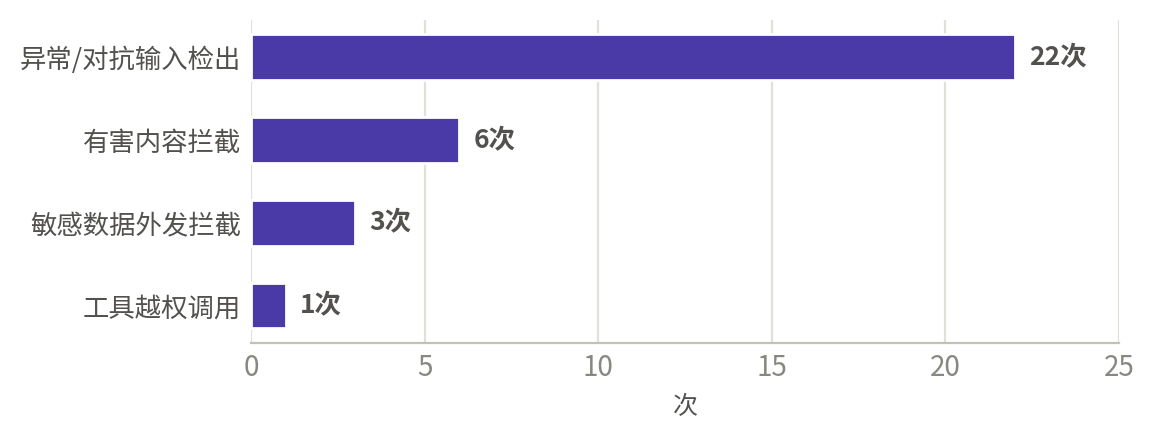 异常/对抗输入检出 22次
有害内容拦截 6次
敏感数据外发拦截 3次
工具越权调用 1次
0 5 10 15 20 25
次